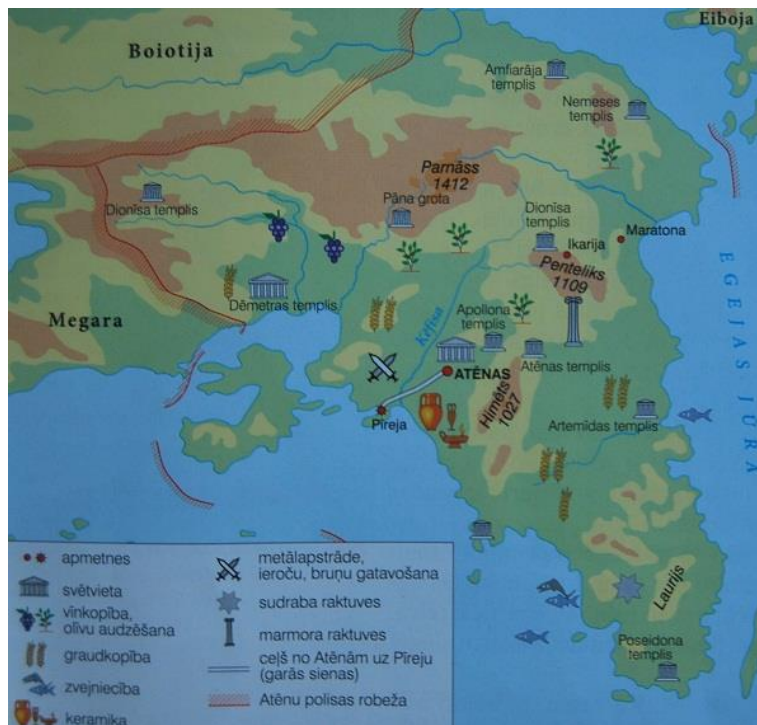 Eiboja
Boiotija
Amfiarāja
templis
Nemeses
templis
Parnāss
1412
Pāna grota
Dionīsa templis
Dionīsa
templis
Ikarija
Maratona
Penteliks
1109
Dēmetras templis
Megara
Kēfisa
Apollona
templis
Atēnas templis
ATĒNAS
Himēts
1027
Pīreja
Artemīdas templis
EGEJAS JŪRA
Laurijs
Poseidona
templis
apmetnes
svētvieta
vīnkopība,
olīvu audzēšana
graudkopība
zvejniecība
keramika
metālapstrāde,
ieroču, bruņu gatavošana
sudraba raktuves
marmora raktuves
ceļš no Atēnām uz Pīreju
(garās sienas)
Atēnu polisas robeža